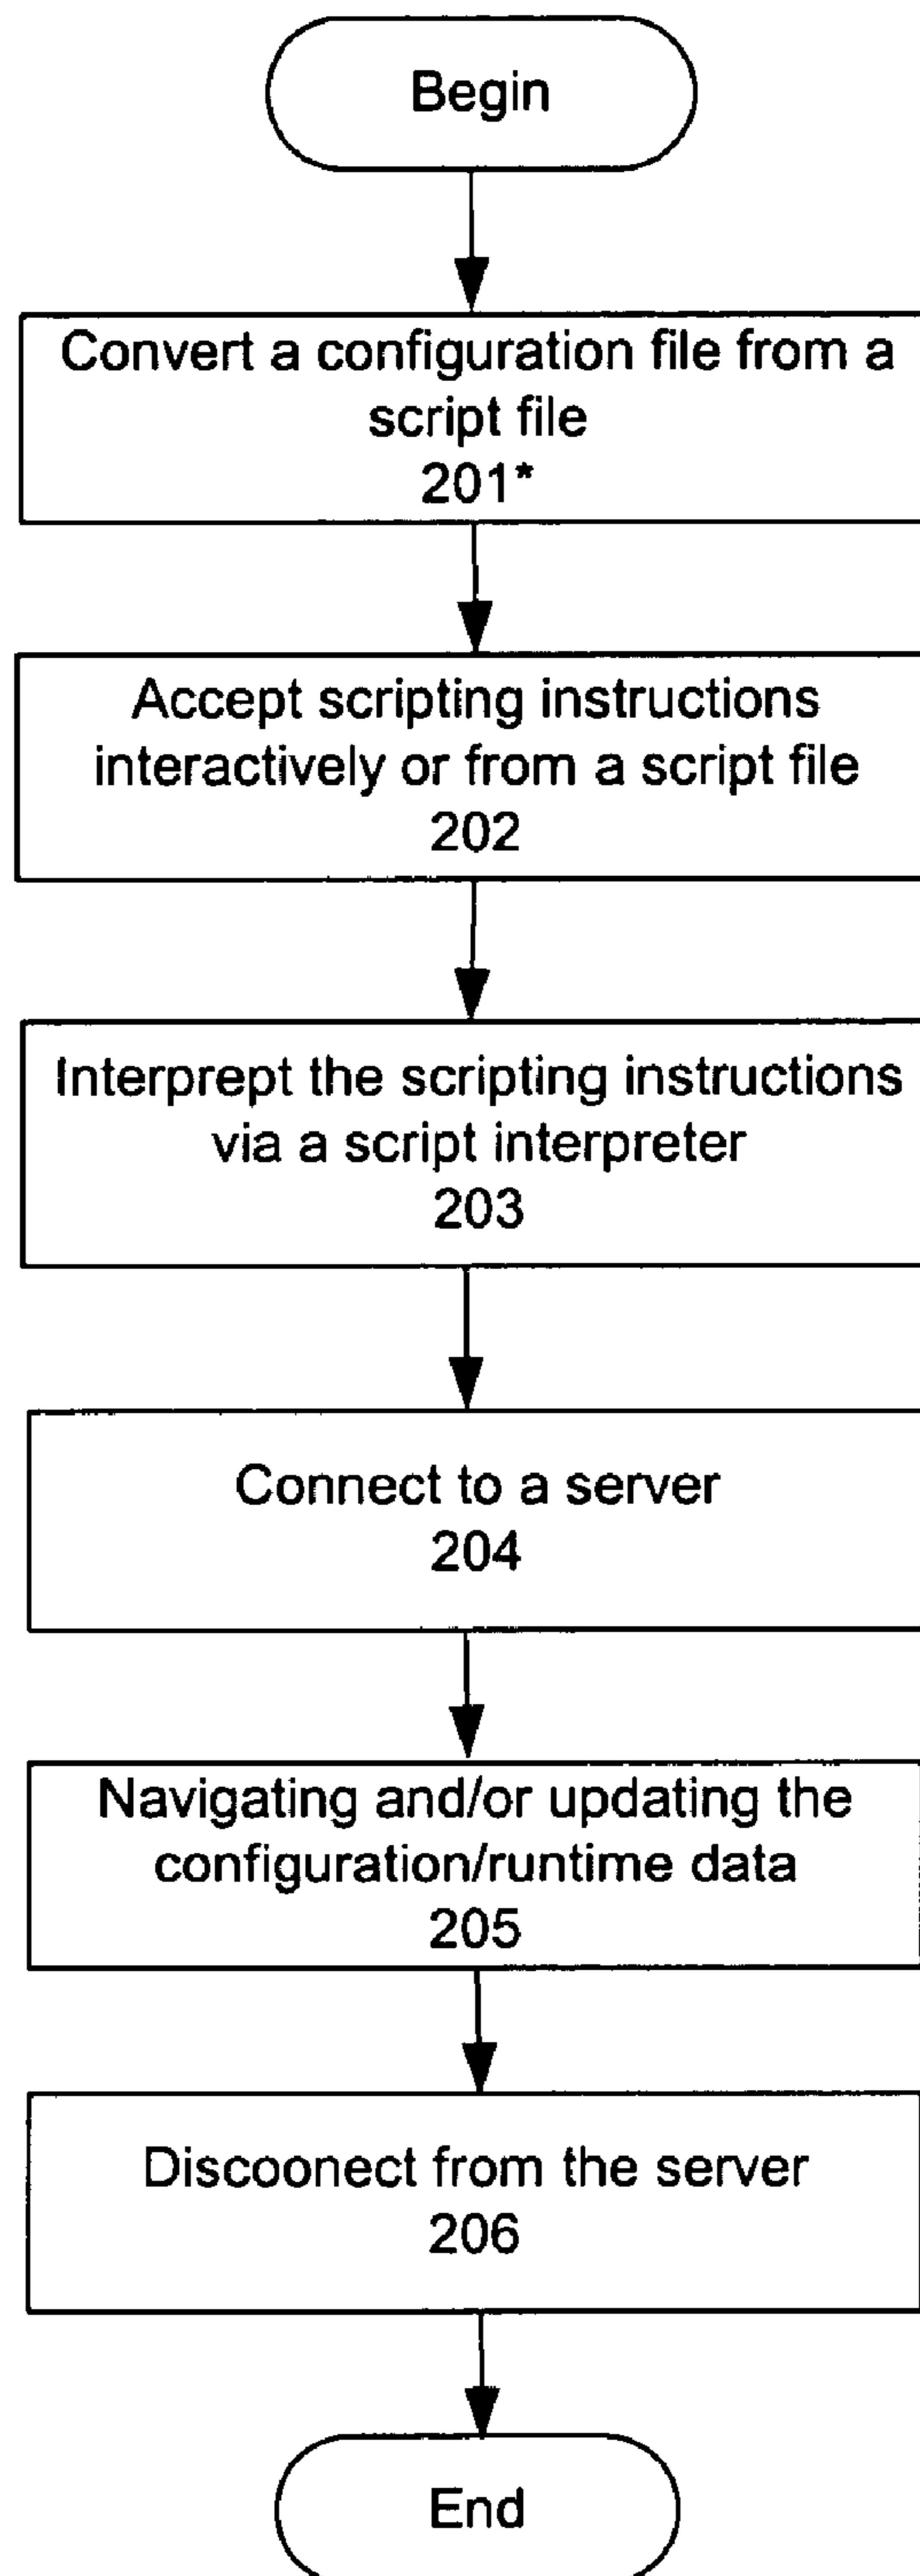 Begin
Convert a configuration file from a
script file
201*
Accept scripting instructions
interactively or from a script file
202
Interprept the scripting instructions
via a script interpreter
203
Connect to a server
204
Navigating and/or updating the
configuration/runtime data
205
Discoonect from the server
206
End